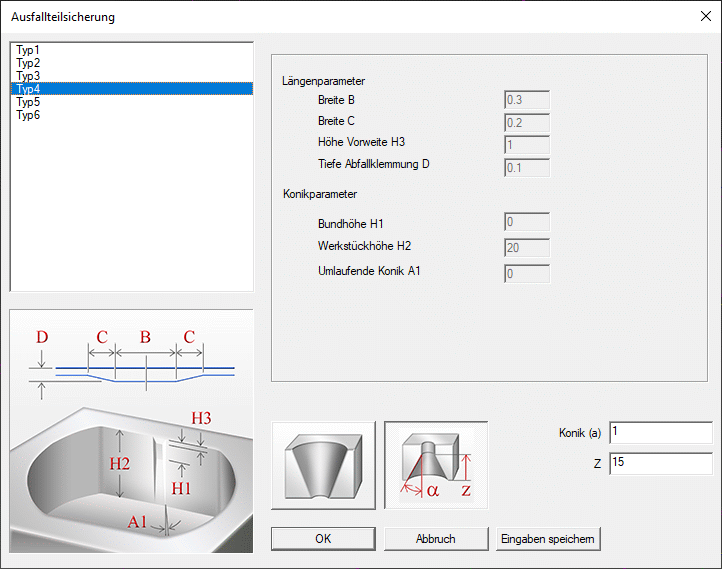 Ausfallteilsicherung
Typ1
Typ2
Typ3
Typ4
Typ5
Typ6
Längenparameter
Breite B 0.3
Breite C 0.2
Höhe Vorweite H3 1
Tiefe Abfallklemmung D 0.1
Konikparameter
Bundhöhe H1 0
Werkstückhöhe H2 20
Umlaufende Konik A1 0
D C B C
H3
H2
H1
A1
α z
Konik (a) 1
Z 15
OK Abbruch Eingaben speichern